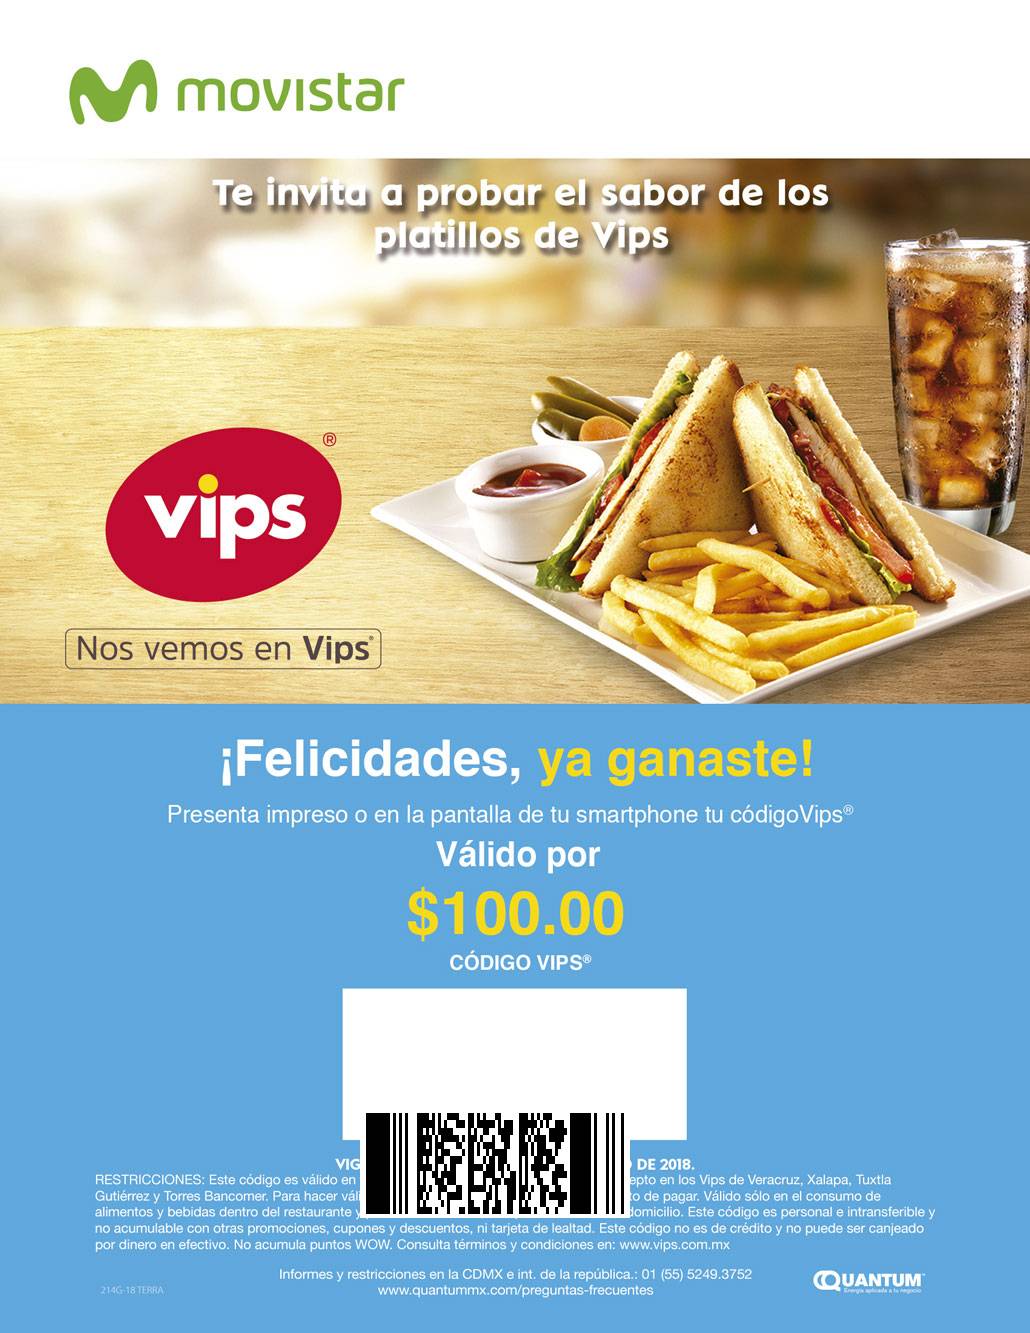 movistar
Te invita a probar el sabor de los
platillos de Vips
vips®
Nos vemos en Vips®
¡Felicidades, ya ganaste!
Presenta impreso o en la pantalla de tu smartphone tu códigoVips®
Válido por
$100.00
CÓDIGO VIPS®
VIG DE 2018.
RESTRICCIONES: Este código es válido en epto en los Vips de Veracruz, Xalapa, Tuxtla
Gutiérrez y Torres Bancomer. Para hacer váli to de pagar. Válido sólo en el consumo de
alimentos y bebidas dentro del restaurante y domicilio. Este código es personal e intransferible y
no acumulable con otras promociones, cupones y descuentos, ni tarjeta de lealtad. Este código no es de crédito y no puede ser canjeado
por dinero en efectivo. No acumula puntos WOW. Consulta términos y condiciones en: www.vips.com.mx
Informes y restricciones en la CDMX e int. de la república.: 01 (55) 5249.3752
www.quantummx.com/preguntas-frecuentes
214G-18 TERRA
QUANTUM
Energía aplicada a tu negocio